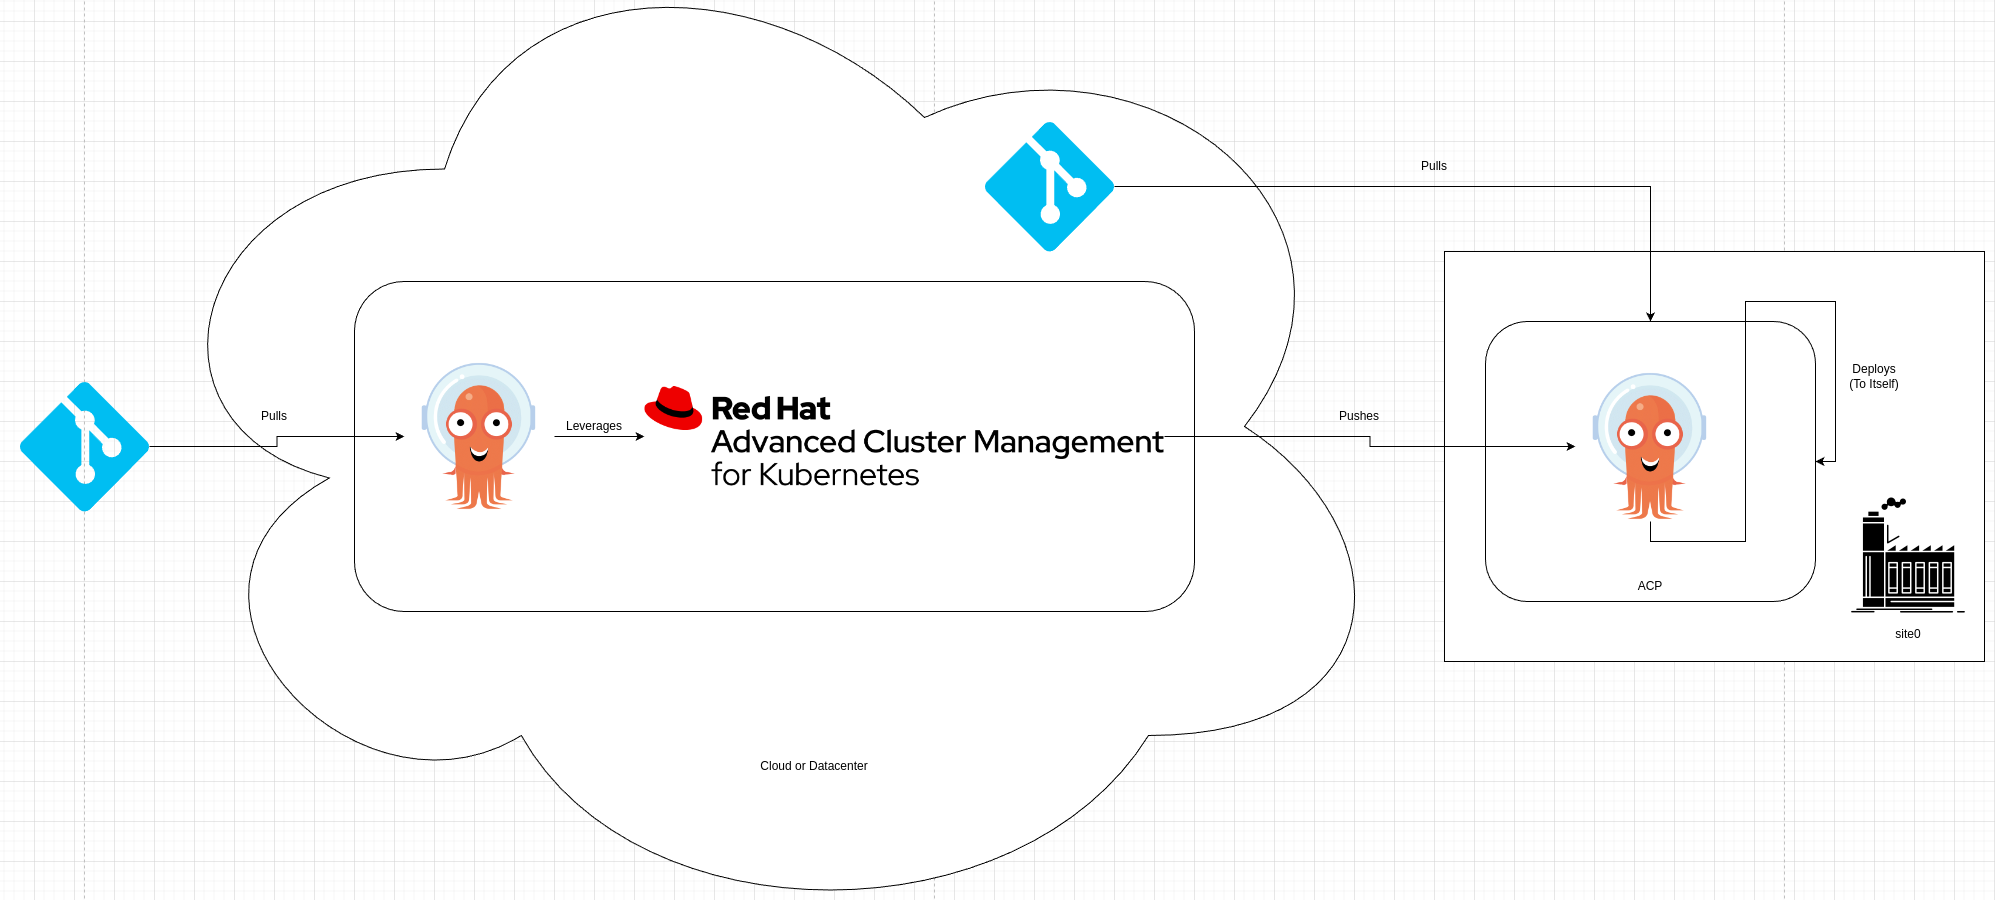 Pulls
Pulls
Leverages
Red Hat
Advanced Cluster Management
for Kubernetes
Pushes
Deploys
(To Itself)
ACP
site0
Cloud or Datacenter